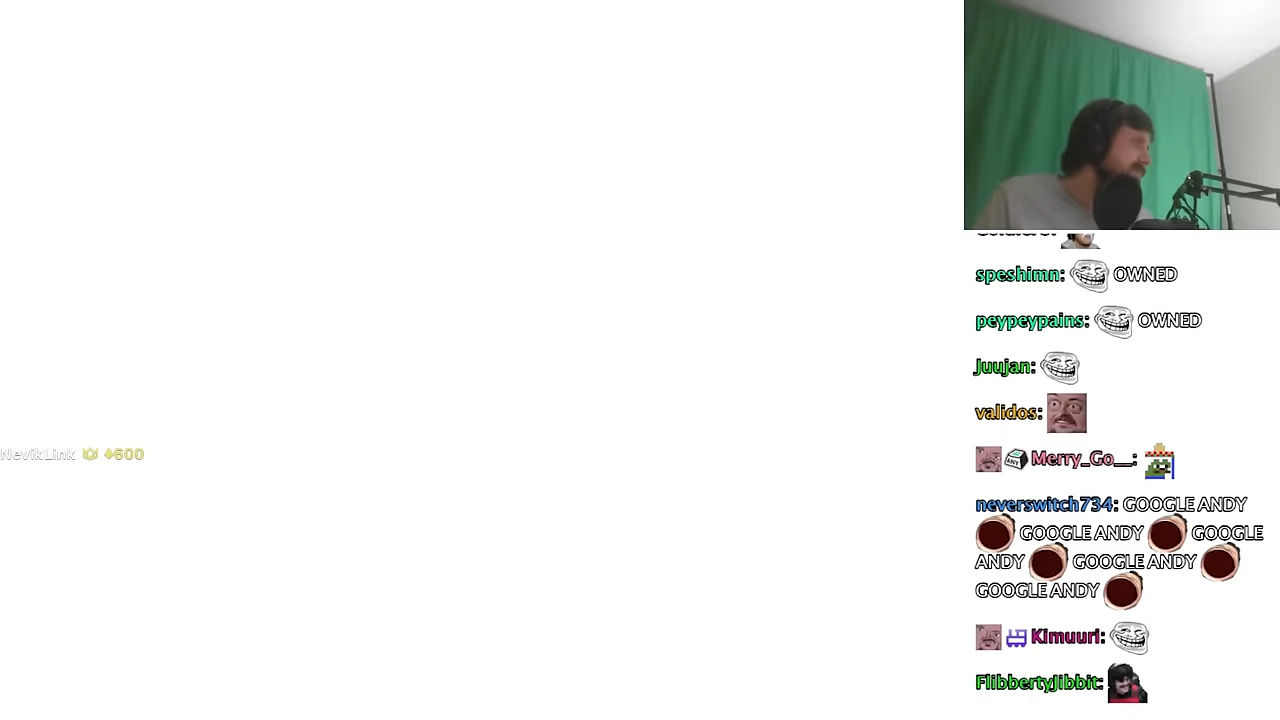 speshimn: OWNED
peypeypains: OWNED
Juujan:
validos:
NevikLink 600
ANY Merry_Go__:
neverswitch734: GOOGLE ANDY
GOOGLE ANDY GOOGLE
ANDY GOOGLE ANDY
GOOGLE ANDY
Kimuuri:
FlibbertyJibbit: